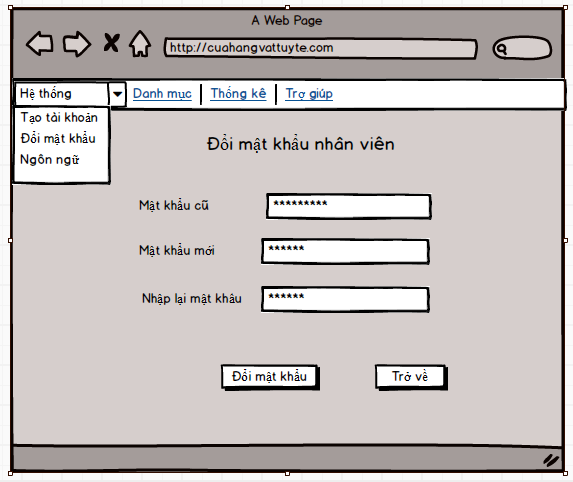 A Web Page
http://cuahangvattuyte.com
Hệ thống
Danh mục
Thống kê
Trợ giúp
Tạo tài khoản
Đổi mật khẩu
Ngôn ngữ
Đổi mật khẩu nhân viên
Mật khẩu cũ *********
Mật khẩu mới ******
Nhập lại mật khâu ******
Đổi mật khẩu
Trở về